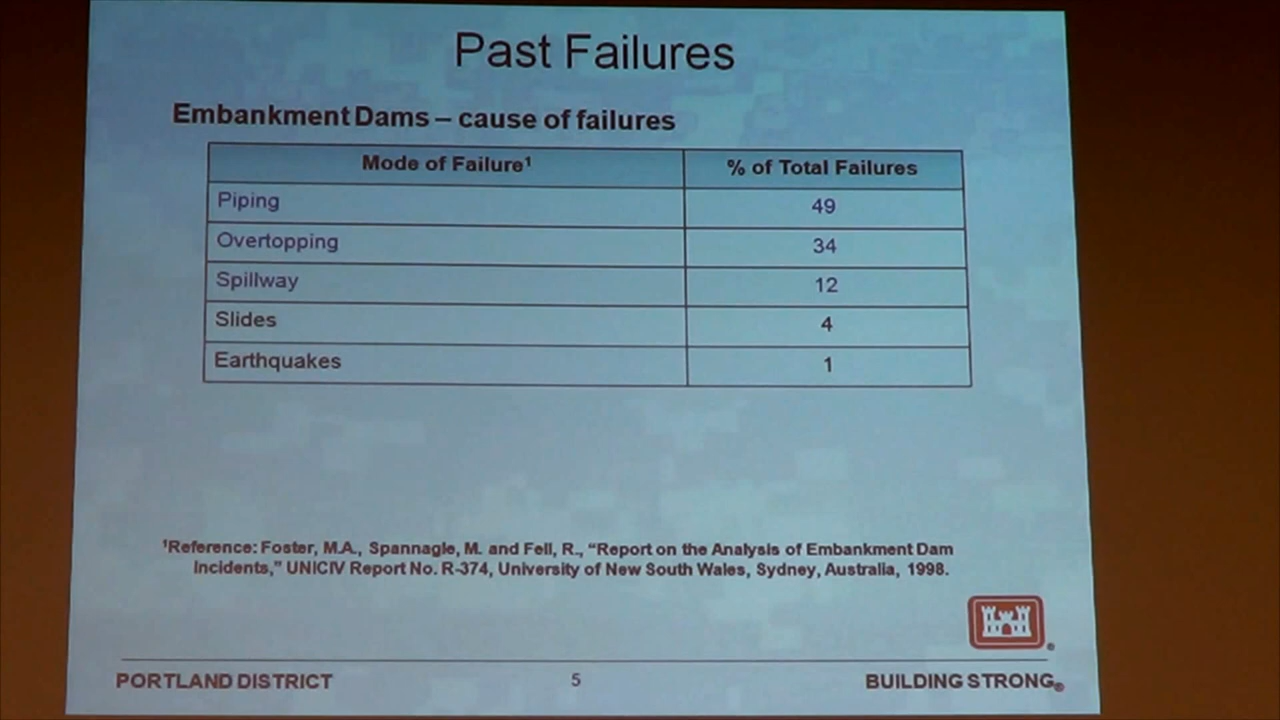 Past Failures
Embankment Dams – cause of failures
Mode of Failure¹ % of Total Failures
Piping 49
Overtopping 34
Spillway 12
Slides 4
Earthquakes 1
¹Reference: Foster, M.A., Spannagle, M. and Fell, R., “Report on the Analysis of Embankment Dam
Incidents,” UNICIV Report No. R-374, University of New South Wales, Sydney, Australia, 1998.
®
PORTLAND DISTRICT 5 BUILDING STRONG®